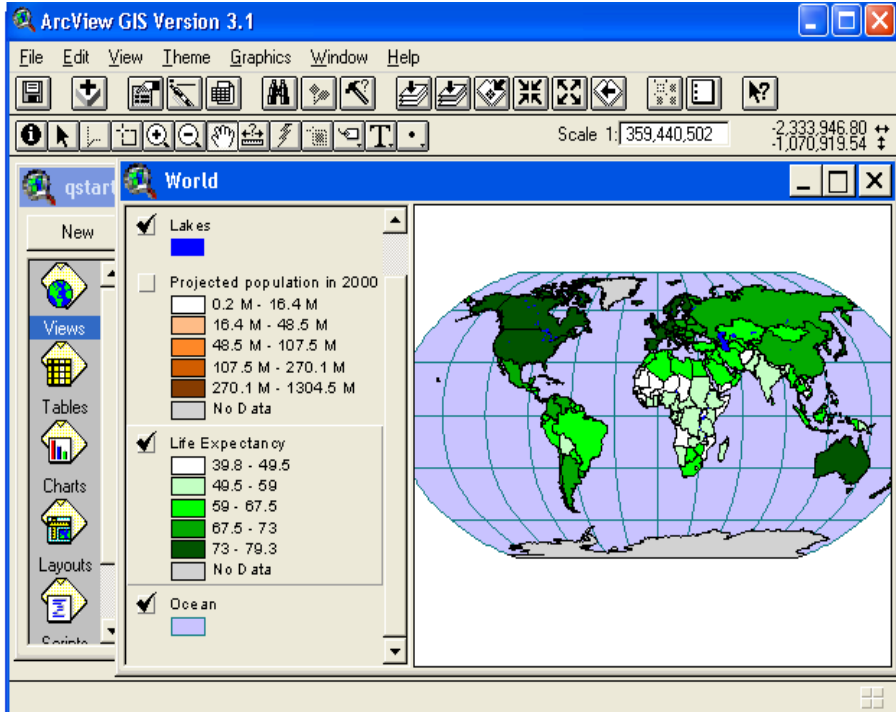 ArcView GIS Version 3.1
File Edit View Theme Graphics Window Help
Scale 1: 359,440,502
-2,333,946.80
-1,070,919.54
qstart
New
Views
Tables
Charts
Layouts
Scripts
World
Lakes
Projected population in 2000
0.2 M - 16.4 M
16.4 M - 48.5 M
48.5 M - 107.5 M
107.5 M - 270.1 M
270.1 M - 1304.5 M
No Data
Life Expectancy
39.8 - 49.5
49.5 - 59
59 - 67.5
67.5 - 73
73 - 79.3
No Data
Ocean